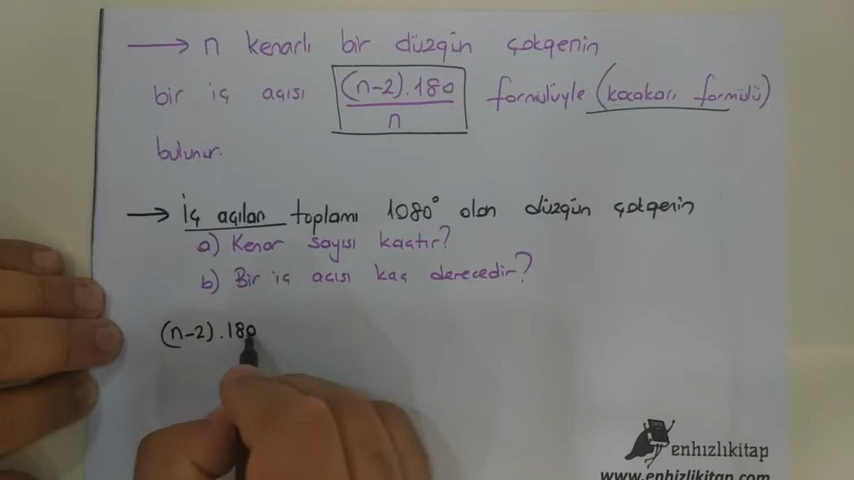 → n kenarlı bir düzgün çokgenin
bir iç açısı (n-2).180/n formülüyle (kocakarı formülü)
bulunur.
→ İç açıları toplamı 1080° olan düzgün çokgenin
a) Kenar sayısı kaçtır?
b) Bir iç açısı kaç derecedir?
(n-2).180
enhızlıkitap
www.enhizlikitap.com